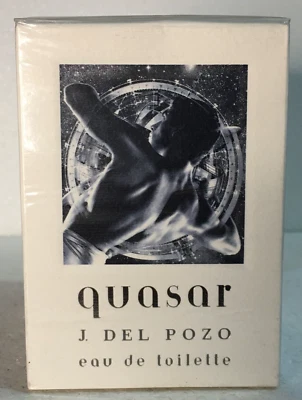 quasar
J. DEL POZO
eau de toilette